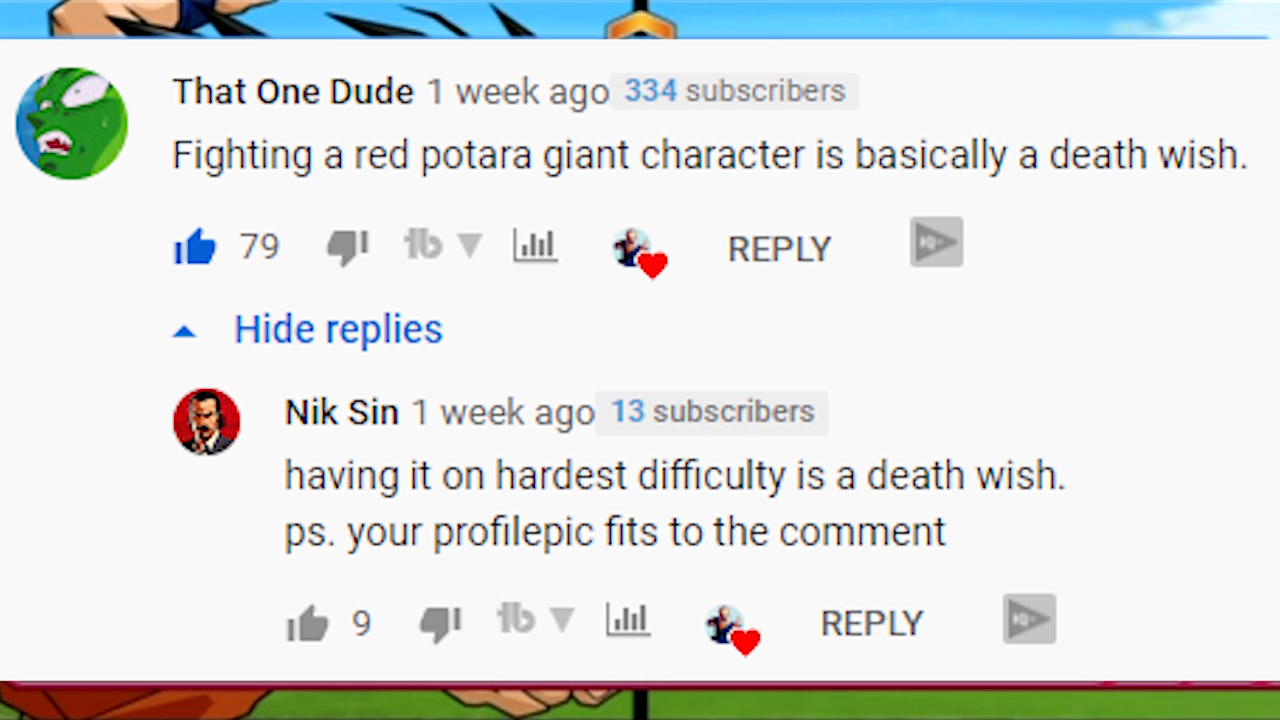 That One Dude 1 week ago 334 subscribers
Fighting a red potara giant character is basically a death wish.
79 REPLY
Hide replies
Nik Sin 1 week ago 13 subscribers
having it on hardest difficulty is a death wish.
ps. your profilepic fits to the comment
9 REPLY